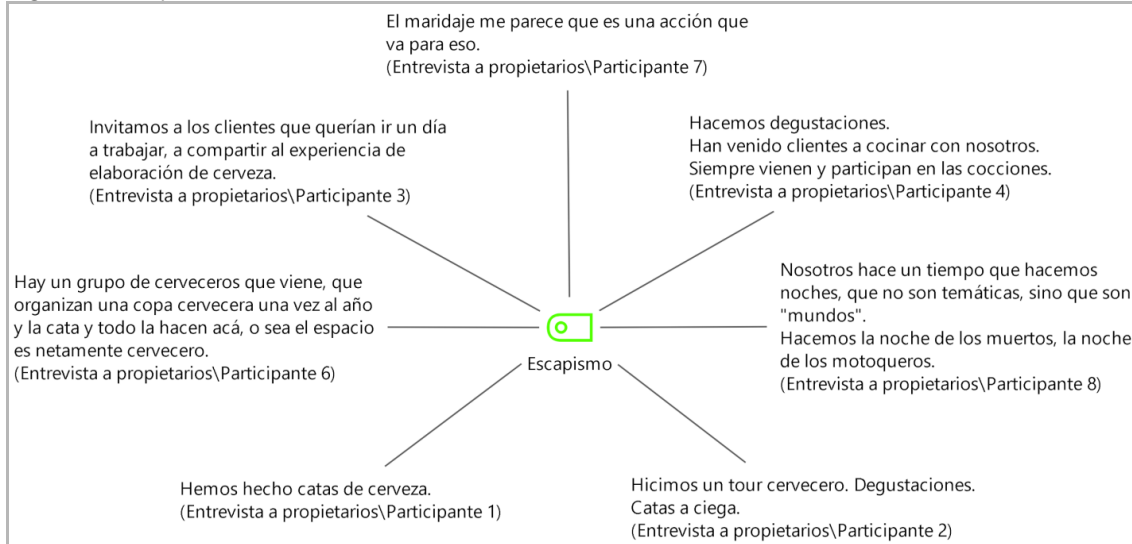 El maridaje me parece que es una acción que
va para eso.
(Entrevista a propietarios\Participante 7)
Invitamos a los clientes que querían ir un día
a trabajar, a compartir al experiencia de
elaboración de cerveza.
(Entrevista a propietarios\Participante 3)
Hacemos degustaciones.
Han venido clientes a cocinar con nosotros.
Siempre vienen y participan en las cocciones.
(Entrevista a propietarios\Participante 4)
Hay un grupo de cerveceros que viene, que
organizan una copa cervecera una vez al año
y la cata y todo la hacen acá, o sea el espacio
es netamente cervecero.
(Entrevista a propietarios\Participante 6)
Escapismo
Nosotros hace un tiempo que hacemos
noches, que no son temáticas, sino que son
"mundos".
Hacemos la noche de los muertos, la noche
de los motoqueros.
(Entrevista a propietarios\Participante 8)
Hemos hecho catas de cerveza.
(Entrevista a propietarios\Participante 1)
Hicimos un tour cervecero. Degustaciones.
Catas a ciega.
(Entrevista a propietarios\Participante 2)